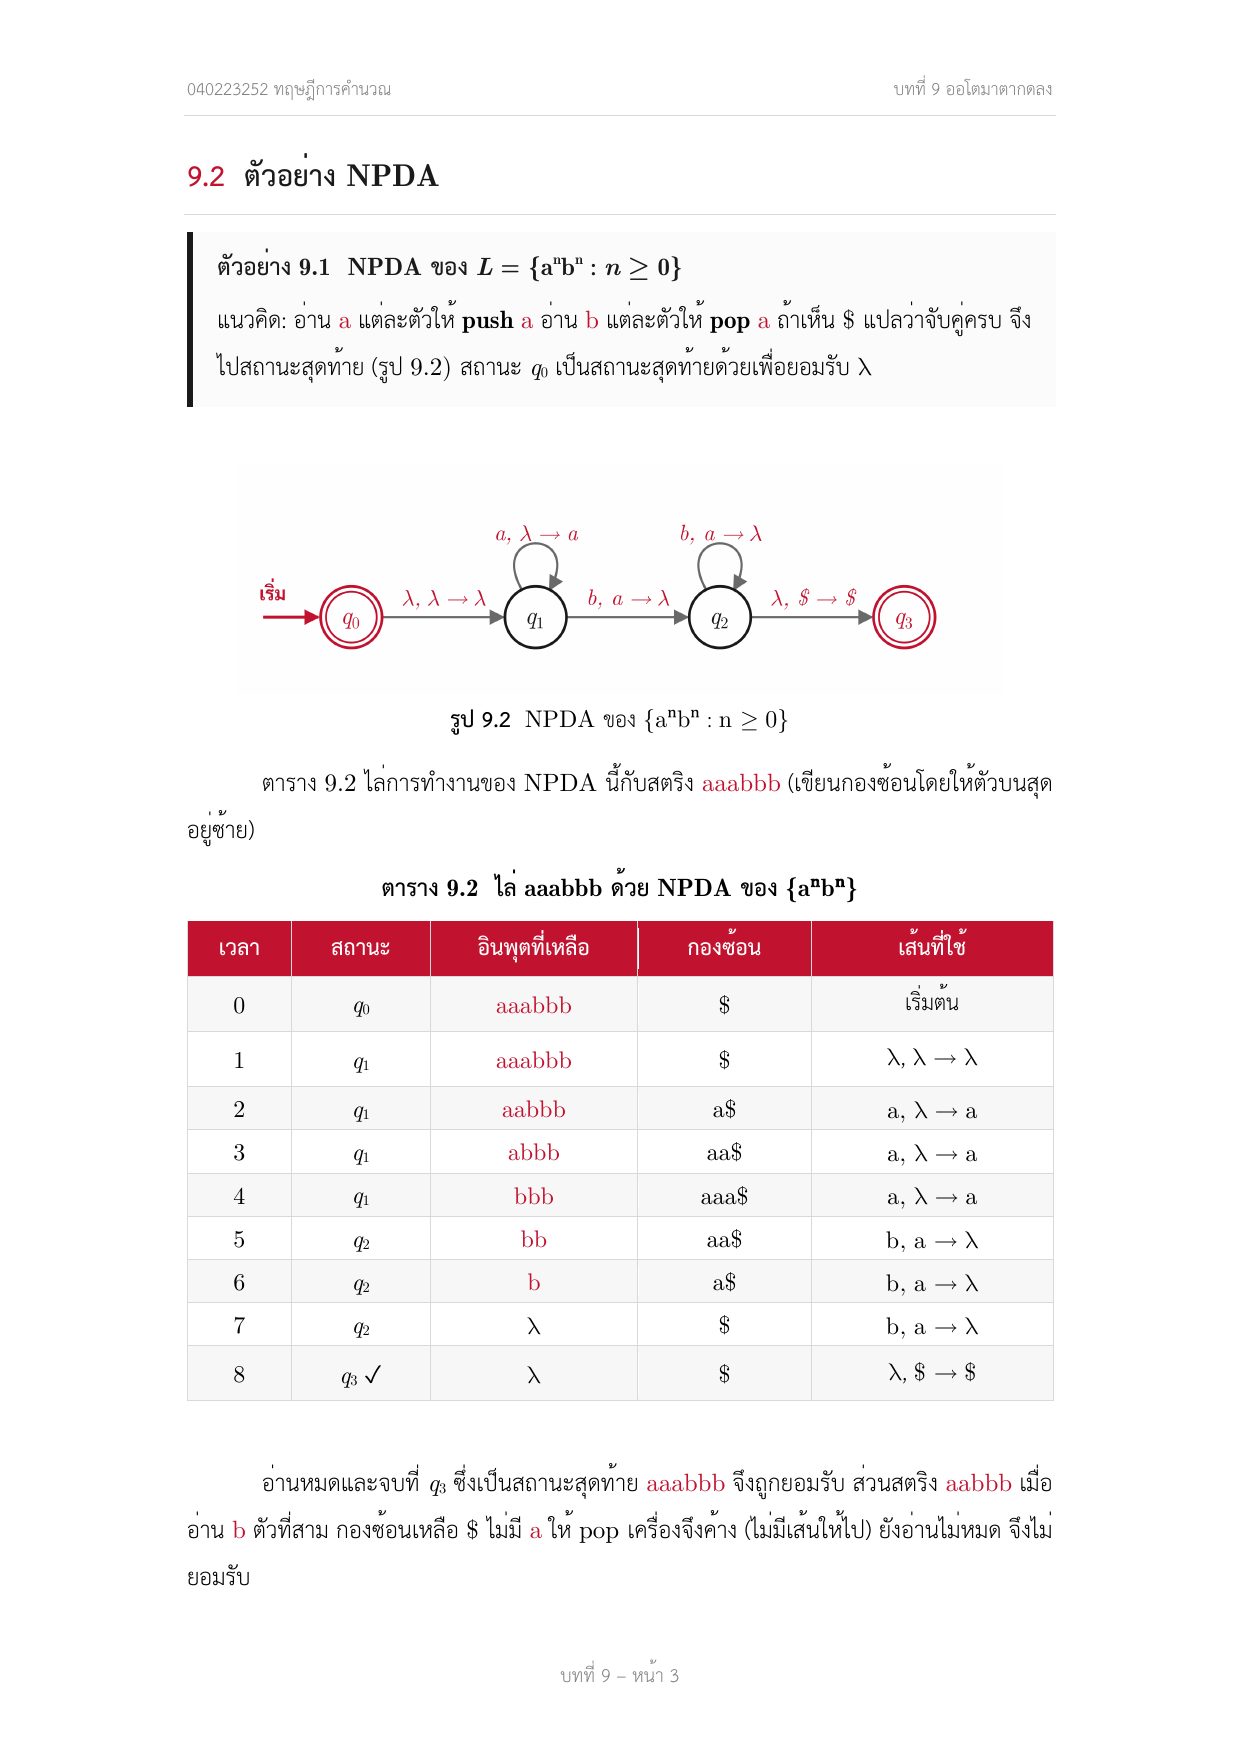 040223252 ทฤษฎีการคำนวณ
บทที่ 9 ออโตมาตากดลง
9.2 ตัวอย่าง NPDA
ตัวอย่าง 9.1 NPDA ของ L = {aⁿbⁿ : n ≥ 0}
แนวคิด: อ่าน a แต่ละตัวให้ push a อ่าน b แต่ละตัวให้ pop a ถ้าเห็น $ แปลว่าจับคู่ครบ จึง
ไปสถานะสุดท้าย (รูป 9.2) สถานะ q₀ เป็นสถานะสุดท้ายด้วยเพื่อยอมรับ λ
a, λ → a b, a → λ
เริ่ม λ, λ → λ b, a → λ λ, $ → $
q₀ q₁ q₂ q₃
รูป 9.2 NPDA ของ {aⁿbⁿ : n ≥ 0}
ตาราง 9.2 ไล่การทำงานของ NPDA นี้กับสตริง aaabbb (เขียนกองซ้อนโดยให้ตัวบนสุด
อยู่ซ้าย)
ตาราง 9.2 ไล่ aaabbb ด้วย NPDA ของ {aⁿbⁿ}
เวลา สถานะ อินพุตที่เหลือ กองซ้อน เส้นที่ใช้
0 q₀ aaabbb $ เริ่มต้น
1 q₁ aaabbb $ λ, λ → λ
2 q₁ aabbb a$ a, λ → a
3 q₁ abbb aa$ a, λ → a
4 q₁ bbb aaa$ a, λ → a
5 q₂ bb aa$ b, a → λ
6 q₂ b a$ b, a → λ
7 q₂ λ $ b, a → λ
8 q₃ ✓ λ $ λ, $ → $
อ่านหมดและจบที่ q₃ ซึ่งเป็นสถานะสุดท้าย aaabbb จึงถูกยอมรับ ส่วนสตริง aabbb เมื่อ
อ่าน b ตัวที่สาม กองซ้อนเหลือ $ ไม่มี a ให้ pop เครื่องจึงค้าง (ไม่มีเส้นให้ไป) ยังอ่านไม่หมด จึงไม่
ยอมรับ
บทที่ 9 – หน้า 3